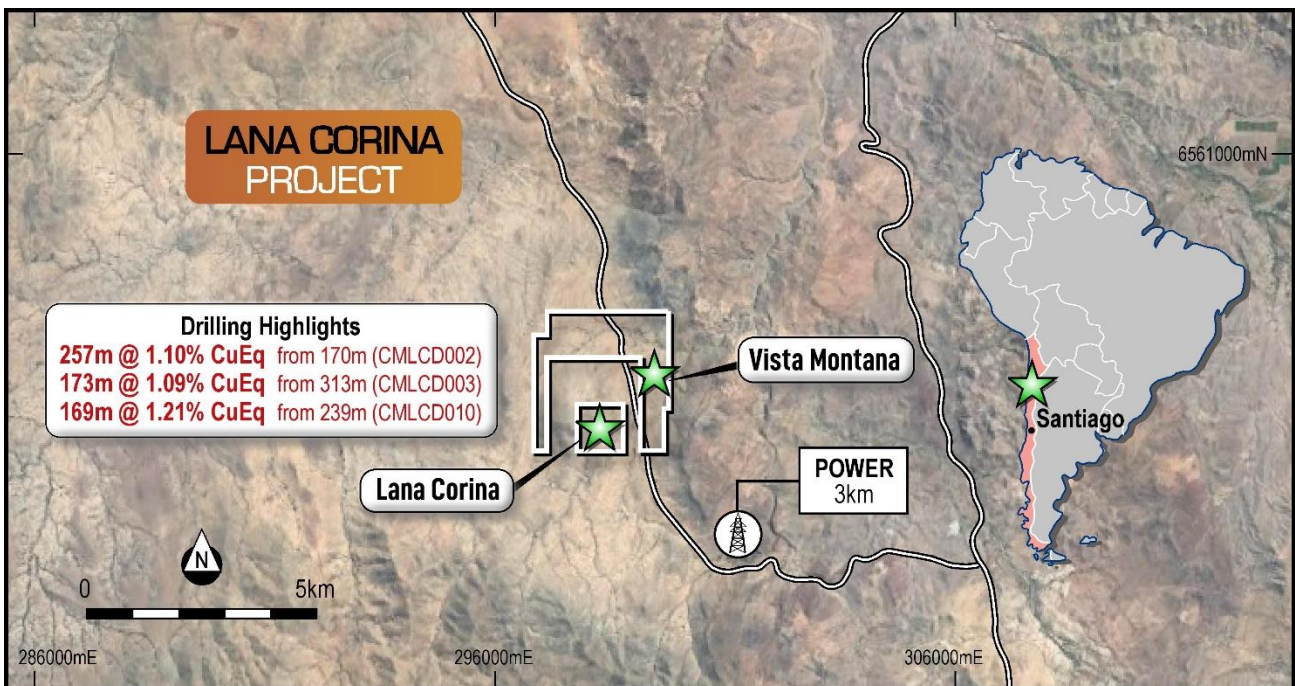 LANA CORINA
PROJECT
6561000mN
Drilling Highlights
257m @ 1.10% CuEq from 170m (CMLCD002)
173m @ 1.09% CuEq from 313m (CMLCD003)
169m @ 1.21% CuEq from 239m (CMLCD010)
Vista Montana
Lana Corina
POWER
3km
Santiago
N
0 5km
286000mE
296000mE
306000mE